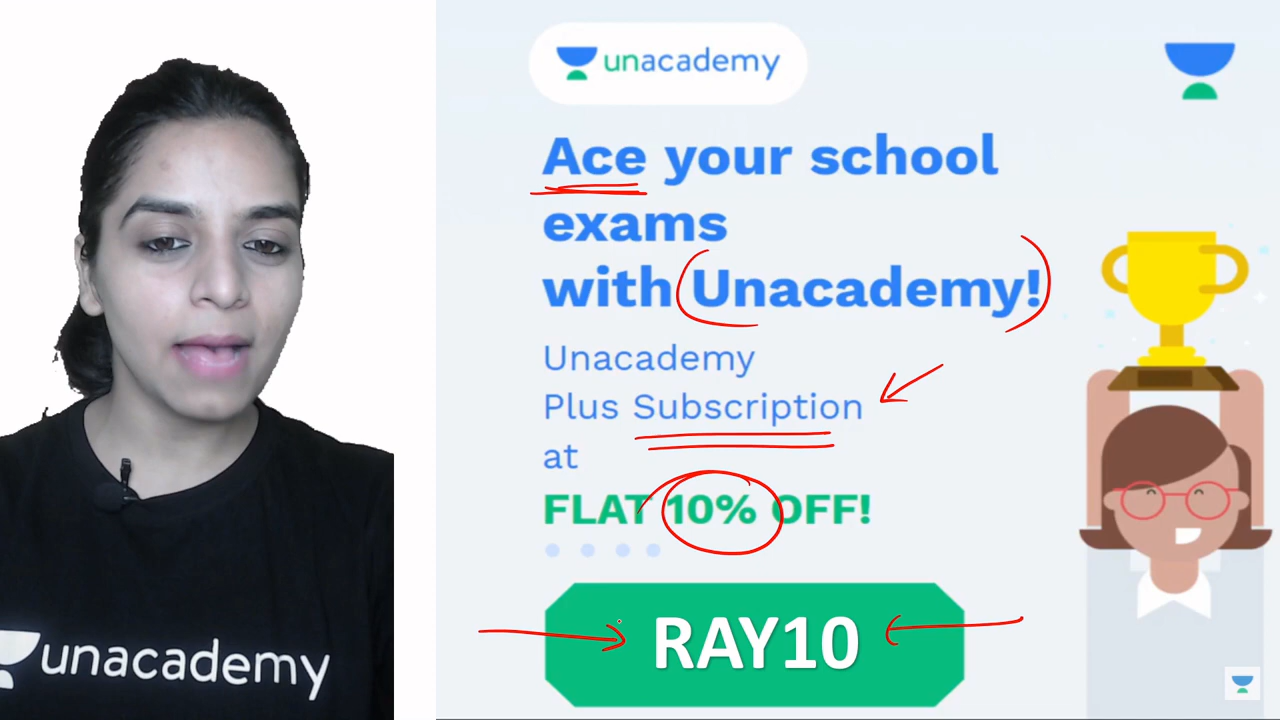 unacademy
Ace your school
exams
with Unacademy!
Unacademy
Plus Subscription
at
FLAT 10% OFF!
RAY10
unacademy